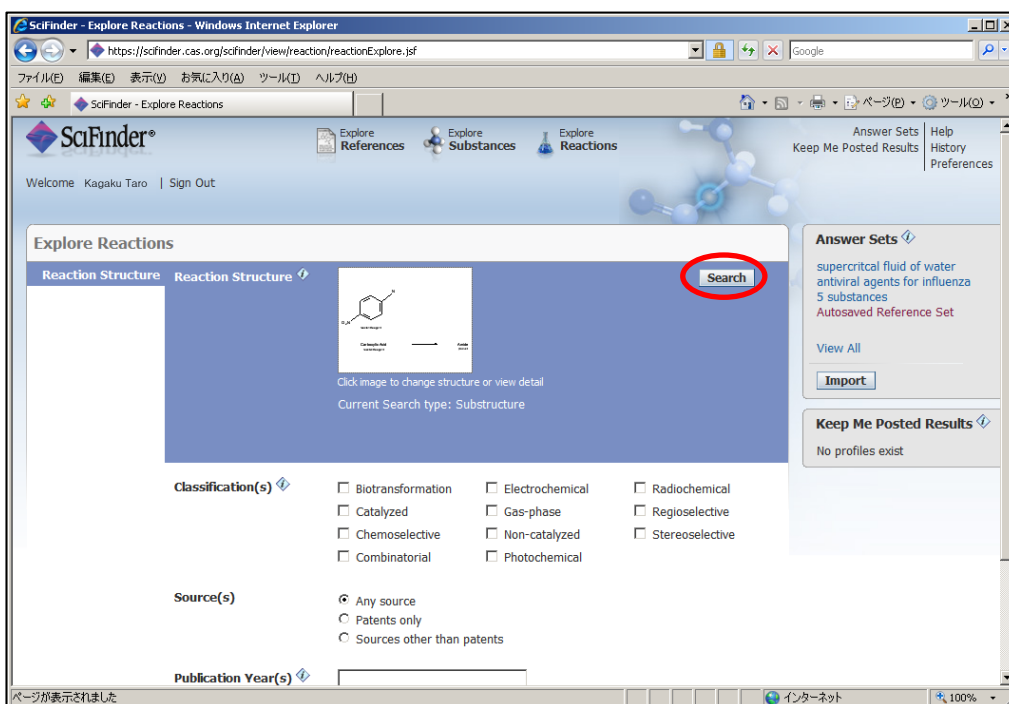 SciFinder - Explore Reactions - Windows Internet Explorer
https://scifinder.cas.org/scifinder/view/reaction/reactionExplore.jsf
Google
ファイル(F) 編集(E) 表示(V) お気に入り(A) ツール(T) ヘルプ(H)
SciFinder - Explore Reactions
ページ(P) ツール(O)
SciFinder®
Explore References
Explore Substances
Explore Reactions
Answer Sets
Keep Me Posted Results
Help
History
Preferences
Welcome Kagaku Taro | Sign Out
Explore Reactions
Reaction Structure
Reaction Structure
Search
Carboxylic Acid
Amide
Click image to change structure or view detail
Current Search type: Substructure
Answer Sets
supercritcal fluid of water
antiviral agents for influenza
5 substances
Autosaved Reference Set
View All
Import
Keep Me Posted Results
No profiles exist
Classification(s)
Biotransformation Electrochemical Radiochemical
Catalyzed Gas-phase Regioselective
Chemoselective Non-catalyzed Stereoselective
Combinatorial Photochemical
Source(s)
Any source
Patents only
Sources other than patents
Publication Year(s)
ページが表示されました
インターネット
100%